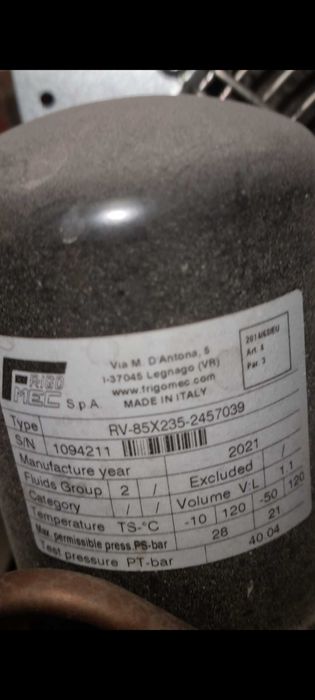 FRIGO
MEC S.p.A.
Via M. D'Antona, 5
I-37045 Legnago (VR)
www.frigomec.com
MADE IN ITALY
2014/68/EU
Art. 4
Par. 3
Type RV-85X235-2457039
S/N 1094211
Manufacture year 2021
Fluids Group 2 / Excluded /
Category / / Volume V-L 1.1
Temperature TS-°C -10 120 -50 120
Max. permissible press.PS-bar 28 21
Test pressure PT-bar 40.04